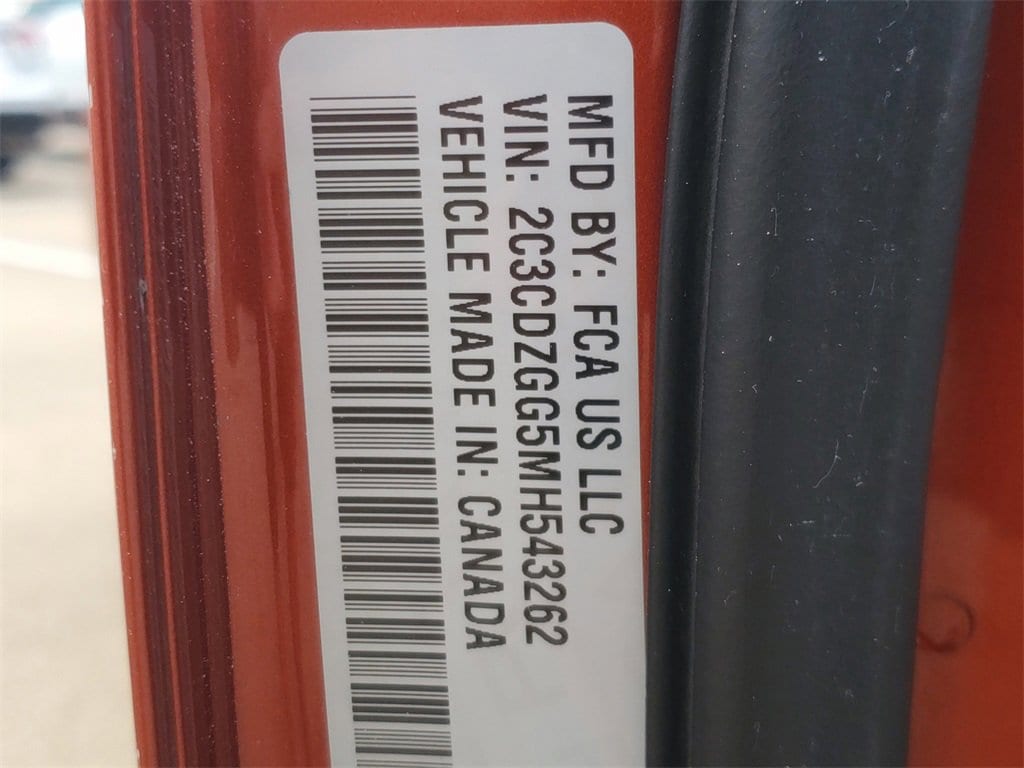 MFD BY: FCA US LLC
VIN: 2C3CDZGG5MH543262
VEHICLE MADE IN: CANADA